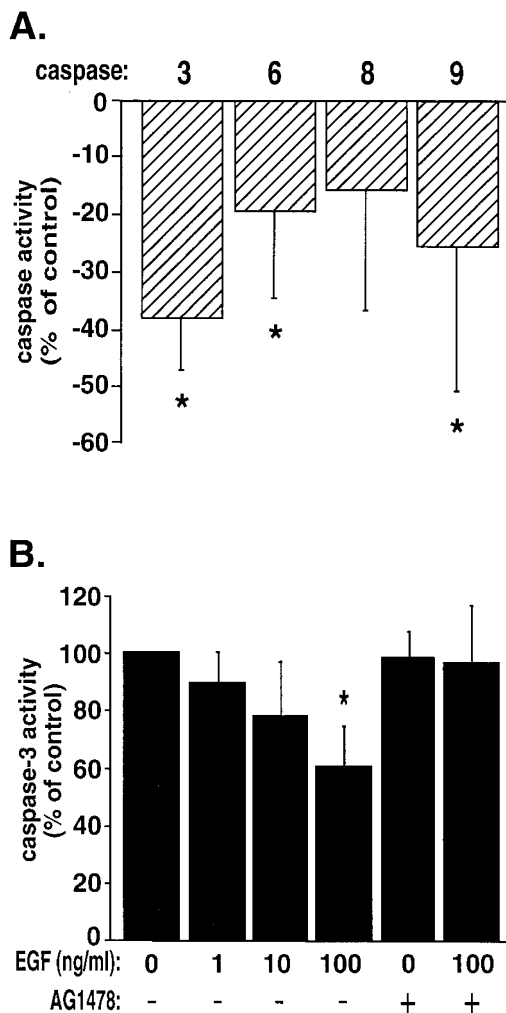 A.
caspase: 3 6 8 9
caspase activity
(% of control)
0
-10
-20
-30
-40
-50
-60
*
*
*
B.
caspase-3 activity
(% of control)
120
100
80
60
40
20
0
*
EGF (ng/ml): 0 1 10 100 0 100
AG1478: - - - - + +